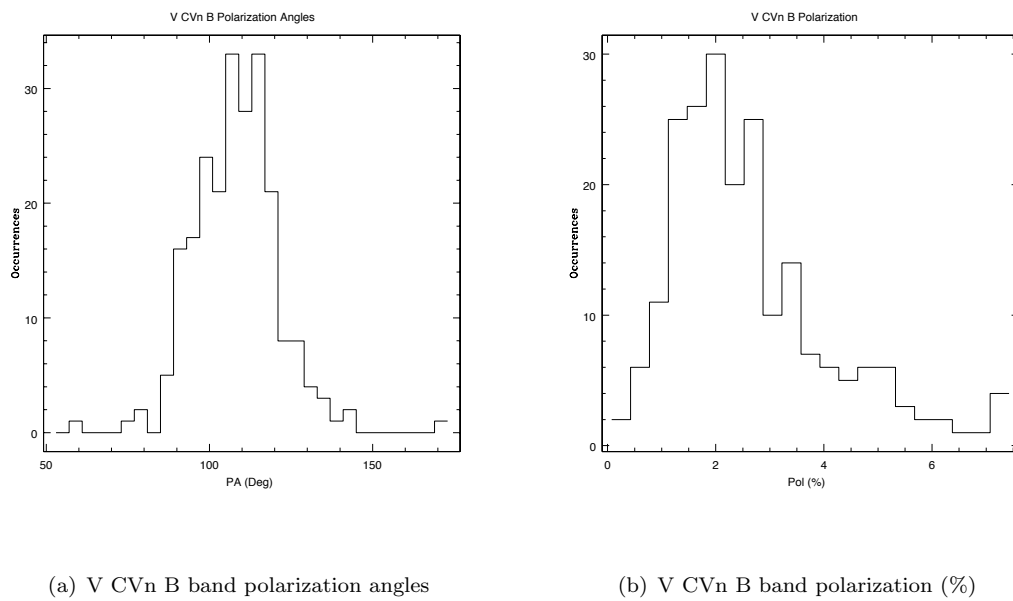 V CVn B Polarization Angles
Occurrences
30
20
10
0
50
100
150
PA (Deg)
V CVn B Polarization
Occurrences
30
20
10
0
0
2
4
6
Pol (%)
(a) V CVn B band polarization angles
(b) V CVn B band polarization (%)